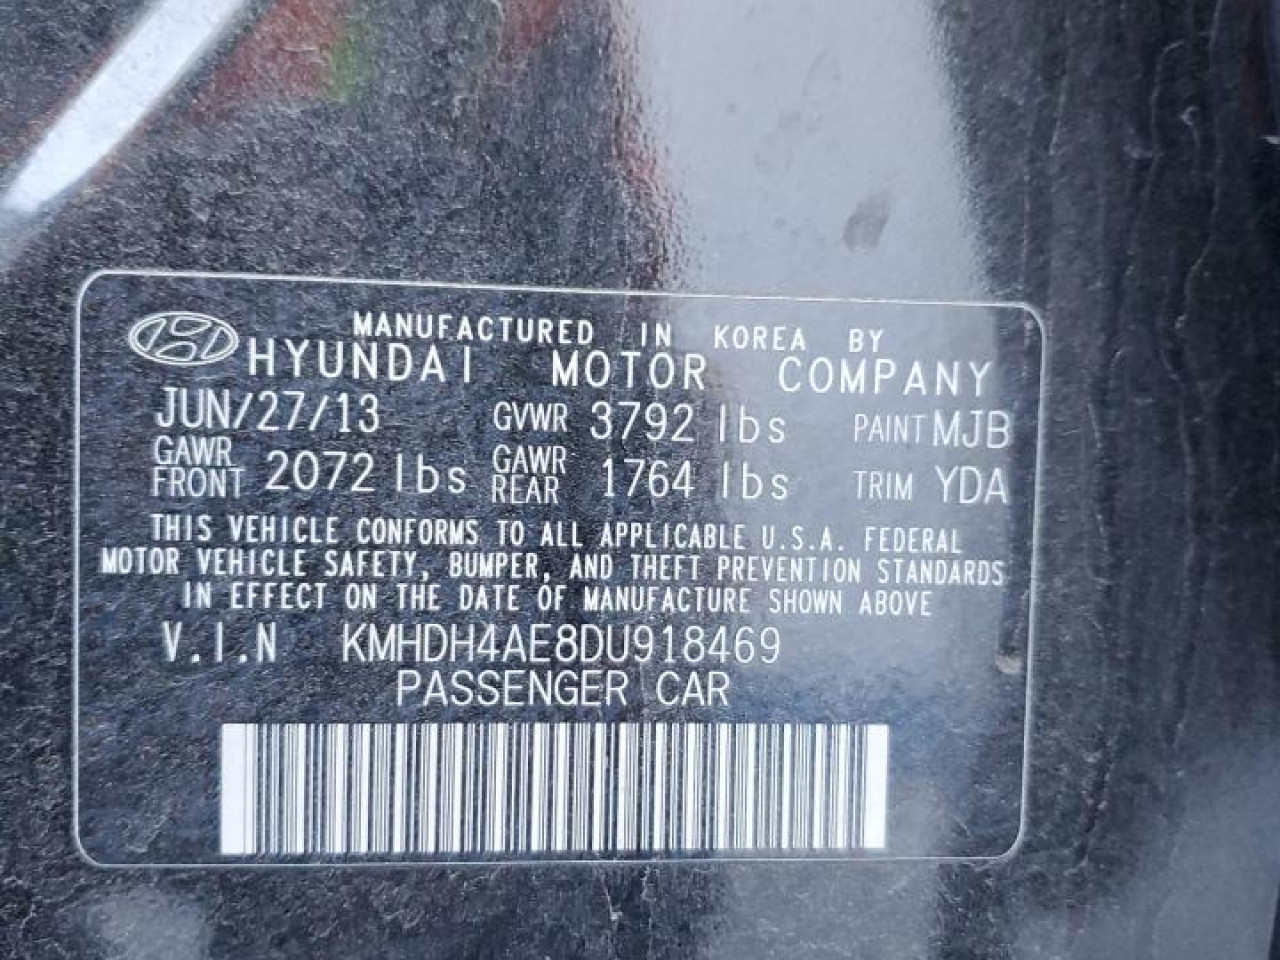 MANUFACTURED IN KOREA BY
HYUNDAI MOTOR COMPANY
JUN/27/13 GVWR 3792 lbs PAINT MJB
GAWR FRONT 2072 lbs GAWR REAR 1764 lbs TRIM YDA
THIS VEHICLE CONFORMS TO ALL APPLICABLE U.S.A. FEDERAL
MOTOR VEHICLE SAFETY, BUMPER, AND THEFT PREVENTION STANDARDS
IN EFFECT ON THE DATE OF MANUFACTURE SHOWN ABOVE
V.I.N KMHDH4AE8DU918469
PASSENGER CAR